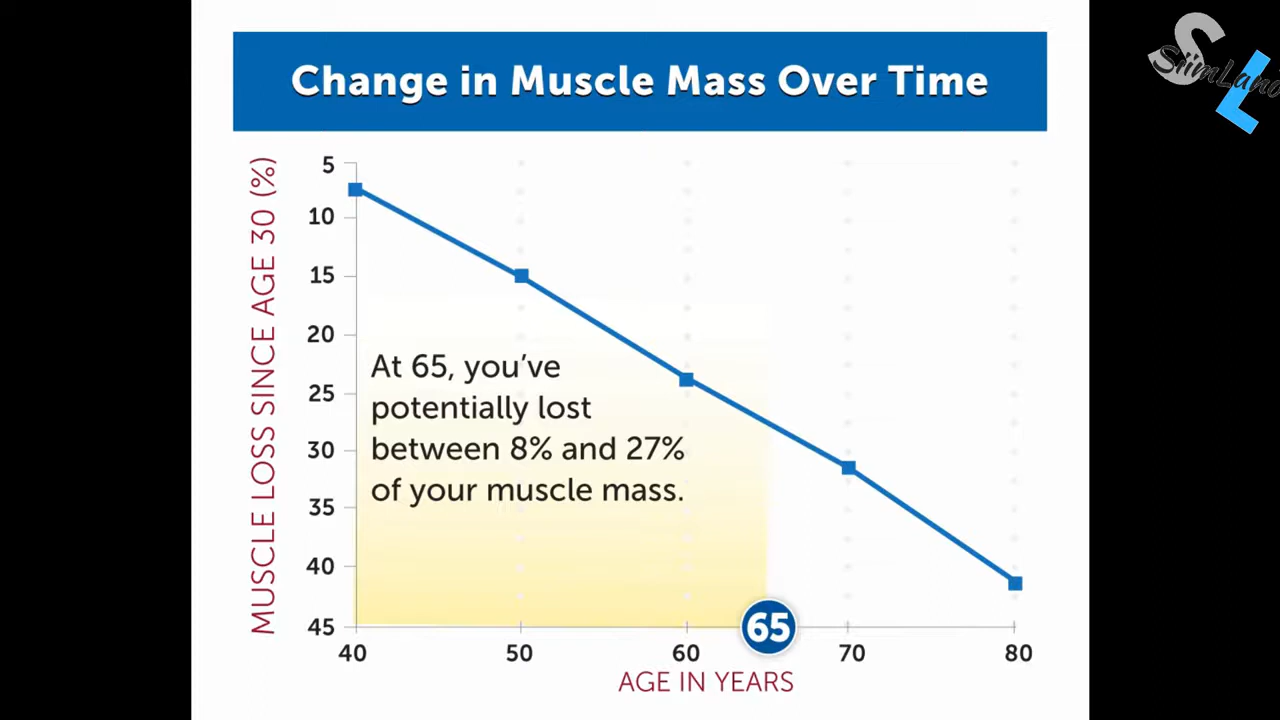 Change in Muscle Mass Over Time
SiimLand
MUSCLE LOSS SINCE AGE 30 (%)
5
10
15
20
25
30
35
40
45
At 65, you've
potentially lost
between 8% and 27%
of your muscle mass.
65
40 50 60 70 80
AGE IN YEARS